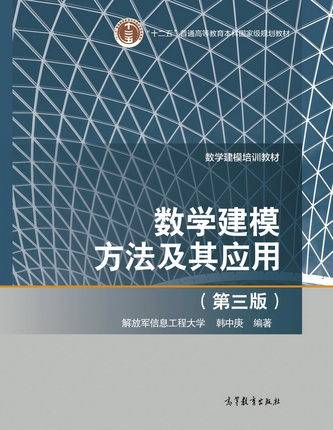 “十二五”普通高等教育本科国家级规划教材
数学建模培训教材
数学建模
方法及其应用
（第三版）
解放军信息工程大学 韩中庚 编著
高等教育出版社